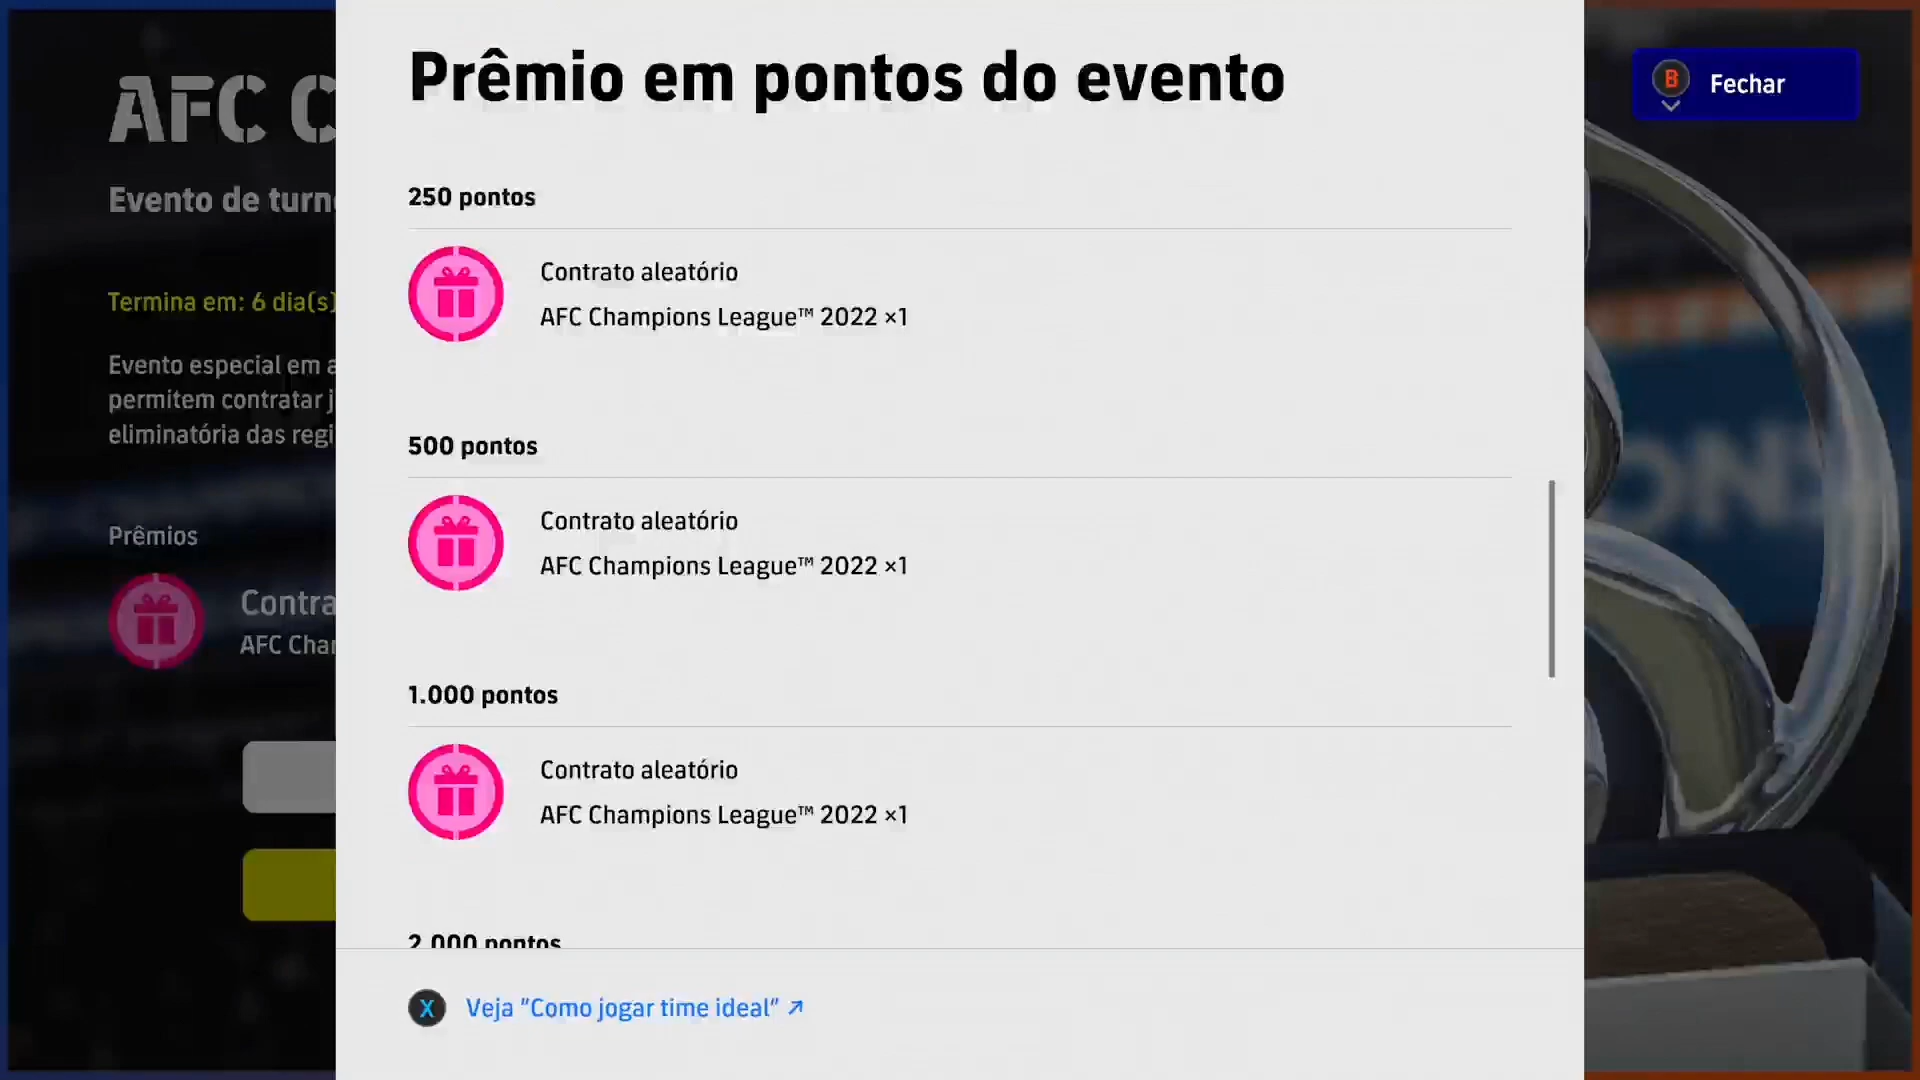 Prêmio em pontos do evento
B Fechar
AFC C
Evento de turn
Termina em: 6 dia(s)
Evento especial em a
permitem contratar j
eliminatória das regi
Prêmios
Contra
AFC Char
250 pontos
Contrato aleatório
AFC Champions League™ 2022 ×1
500 pontos
Contrato aleatório
AFC Champions League™ 2022 ×1
1.000 pontos
Contrato aleatório
AFC Champions League™ 2022 ×1
2.000 pontos
X Veja "Como jogar time ideal" ↗
ONS